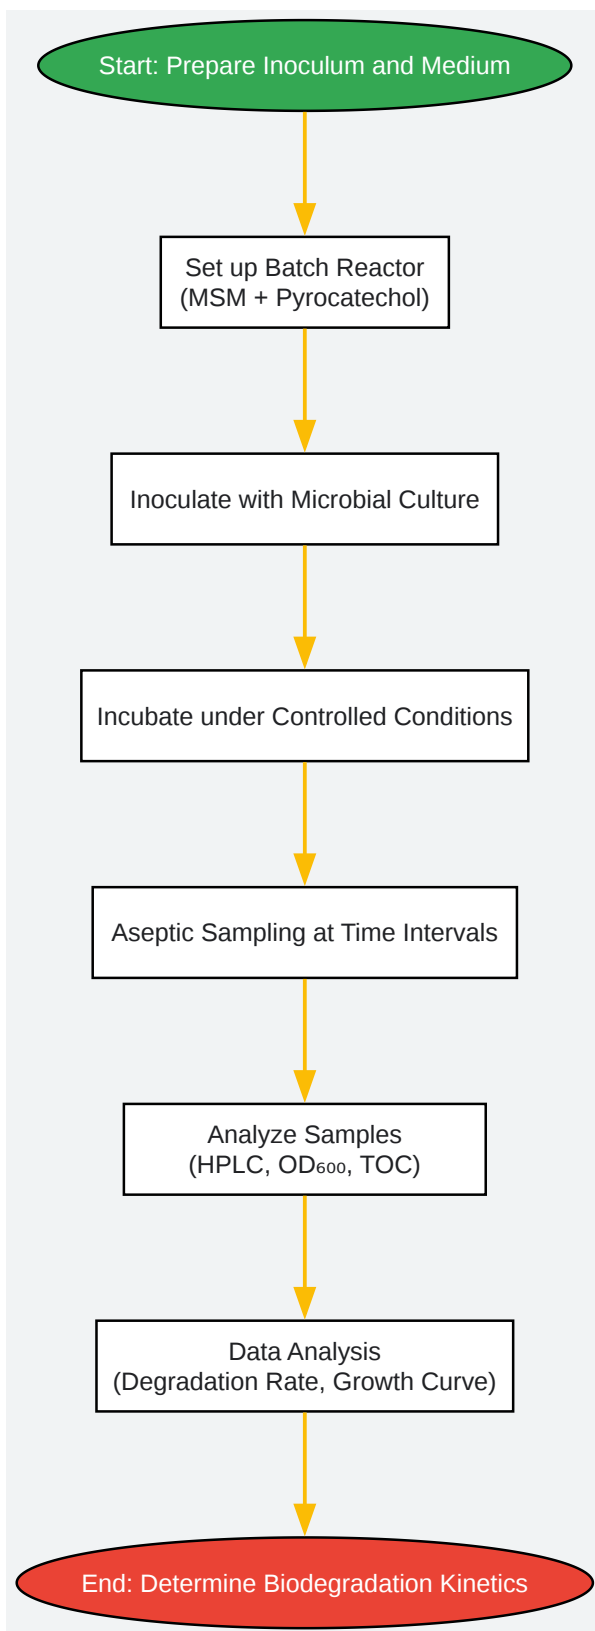 Start: Prepare Inoculum and Medium
Set up Batch Reactor
(MSM + Pyrocatechol)
Inoculate with Microbial Culture
Incubate under Controlled Conditions
Aseptic Sampling at Time Intervals
Analyze Samples
(HPLC, OD₆₀₀, TOC)
Data Analysis
(Degradation Rate, Growth Curve)
End: Determine Biodegradation Kinetics